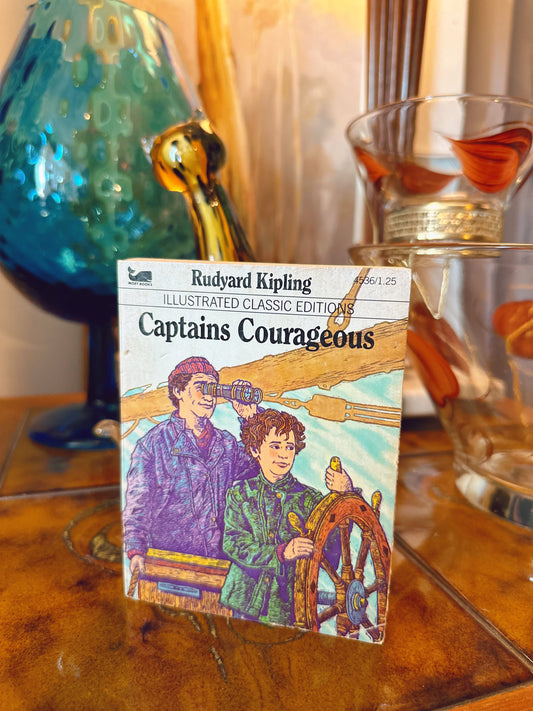 Rudyard Kipling
MOBY BOOKS
4536/1.25
ILLUSTRATED CLASSIC EDITIONS
Captains Courageous